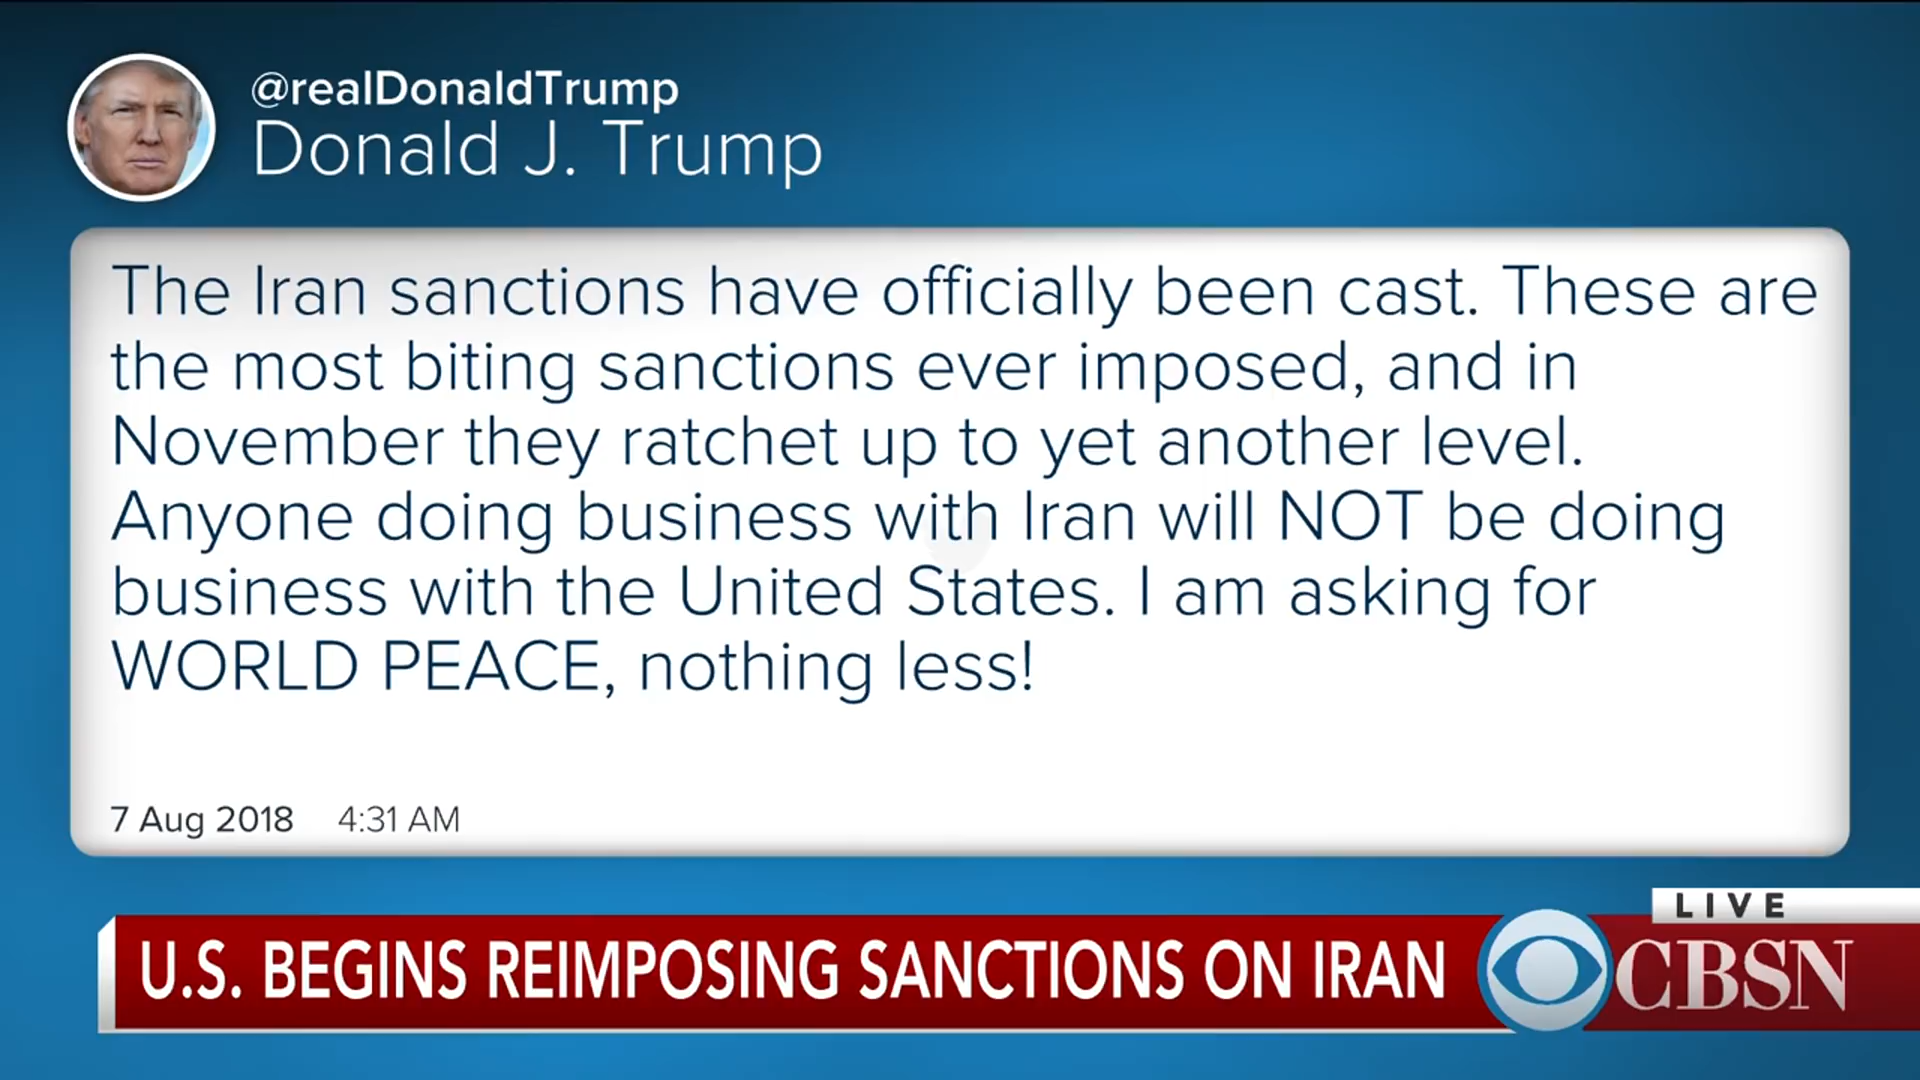 @realDonaldTrump
Donald J. Trump
The Iran sanctions have officially been cast. These are
the most biting sanctions ever imposed, and in
November they ratchet up to yet another level.
Anyone doing business with Iran will NOT be doing
business with the United States. I am asking for
WORLD PEACE, nothing less!
7 Aug 2018 4:31 AM
LIVE
U.S. BEGINS REIMPOSING SANCTIONS ON IRAN
CBSN